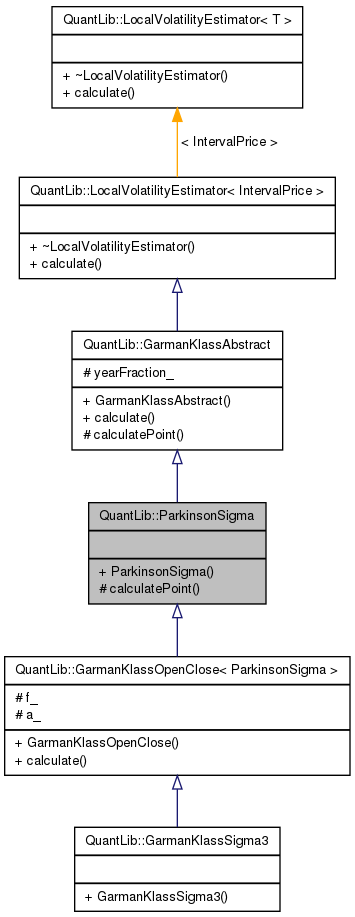 QuantLib::LocalVolatilityEstimator< T >
+ ~LocalVolatilityEstimator()
+ calculate()
< IntervalPrice >
QuantLib::LocalVolatilityEstimator< IntervalPrice >
+ ~LocalVolatilityEstimator()
+ calculate()
QuantLib::GarmanKlassAbstract
# yearFraction_
+ GarmanKlassAbstract()
+ calculate()
# calculatePoint()
QuantLib::ParkinsonSigma
+ ParkinsonSigma()
# calculatePoint()
QuantLib::GarmanKlassOpenClose< ParkinsonSigma >
# f_
# a_
+ GarmanKlassOpenClose()
+ calculate()
QuantLib::GarmanKlassSigma3
+ GarmanKlassSigma3()